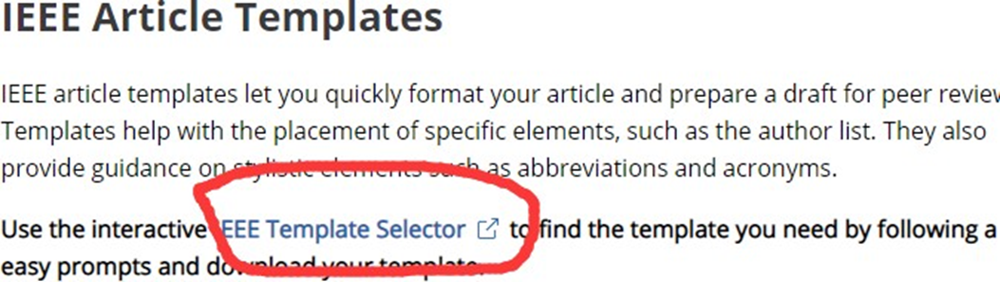 IEEE Article Templates
IEEE article templates let you quickly format your article and prepare a draft for peer review
Templates help with the placement of specific elements, such as the author list. They also
provide guidance on stylistic elements such as abbreviations and acronyms.
Use the interactive IEEE Template Selector to find the template you need by following a
easy prompts and download your template.